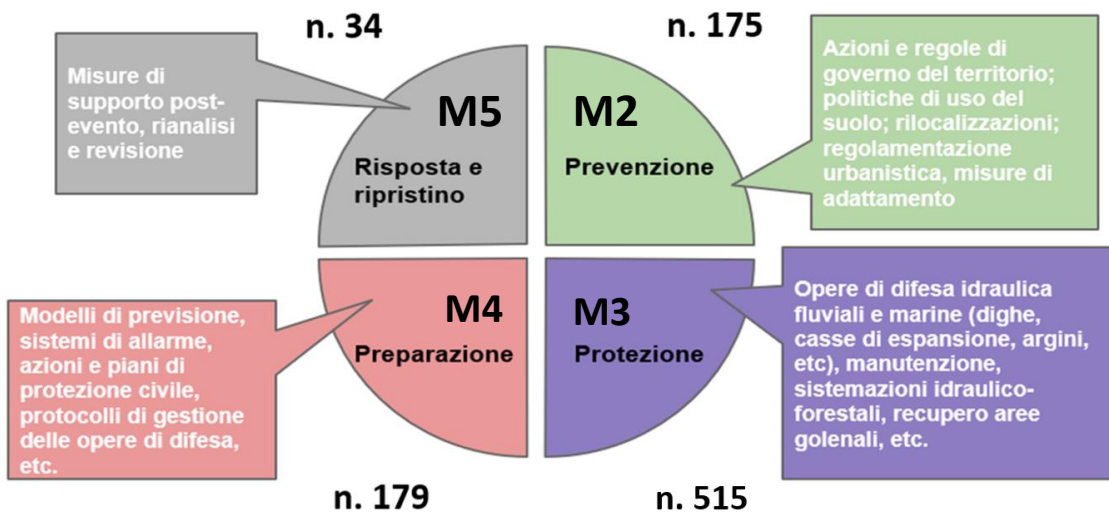 n. 34
n. 175
Misure di
supporto post-
evento, rianalisi
e revisione
M5
Risposta e
ripristino
M2
Prevenzione
Azioni e regole di
governo del territorio;
politiche di uso del
suolo; rilocalizzazioni;
regolamentazione
urbanistica, misure di
adattamento
Modelli di previsione,
sistemi di allarme,
azioni e piani di
protezione civile,
protocolli di gestione
delle opere di difesa,
etc.
M4
Preparazione
M3
Protezione
Opere di difesa idraulica
fluviali e marine (dighe,
casse di espansione, argini,
etc), manutenzione,
sistemazioni idraulico-
forestali, recupero aree
golenali, etc.
n. 179
n. 515